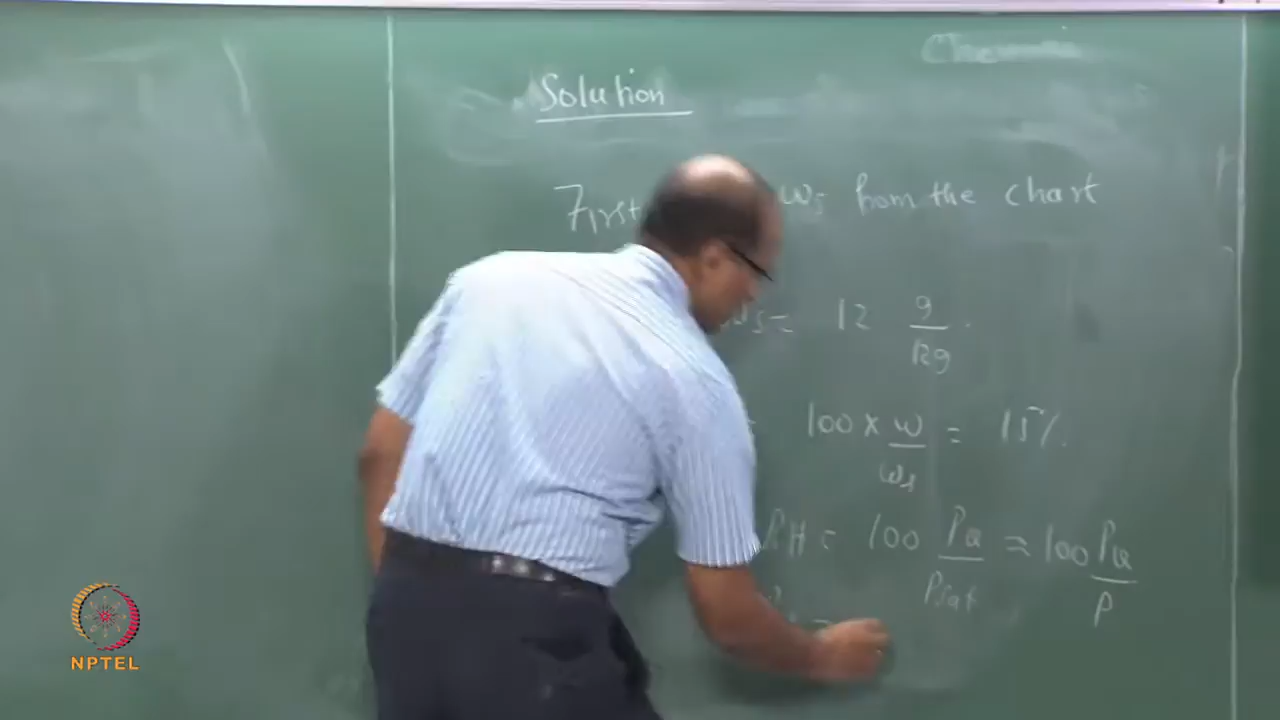 Solution
First ws from the chart
ws = 12 g/kg.
= 100 × w/ws = 15%.
RH = 100 Pa/Psat ≈ 100 Pa/P
NPTEL